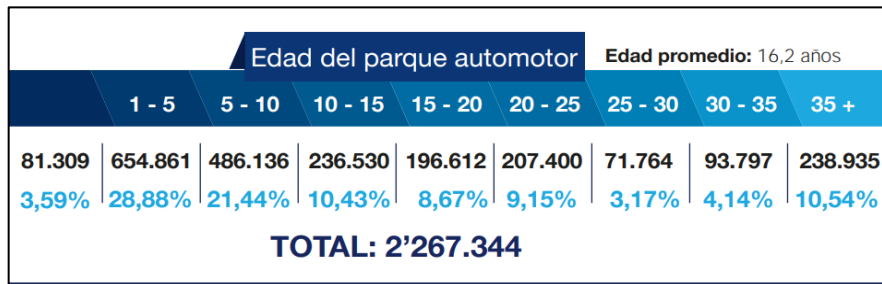 Edad del parque automotor
Edad promedio: 16,2 años
1 - 5 5 - 10 10 - 15 15 - 20 20 - 25 25 - 30 30 - 35 35 +
81.309 654.861 486.136 236.530 196.612 207.400 71.764 93.797 238.935
3,59% 28,88% 21,44% 10,43% 8,67% 9,15% 3,17% 4,14% 10,54%
TOTAL: 2’267.344